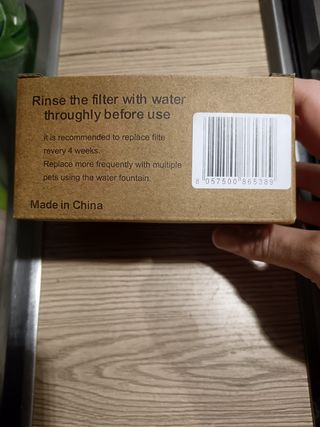 Rinse the filter with water
throughly before use
it is recommended to replace filte
revery 4 weeks.
Replace more frequently with multiple
pets using the water fountain.
Made in China
8 057500 865389